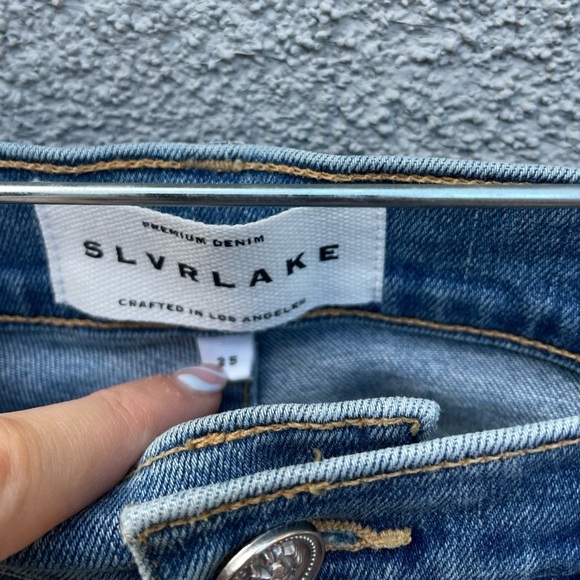 PREMIUM DENIM
SLVRLAKE
CRAFTED IN LOS ANGELES
25